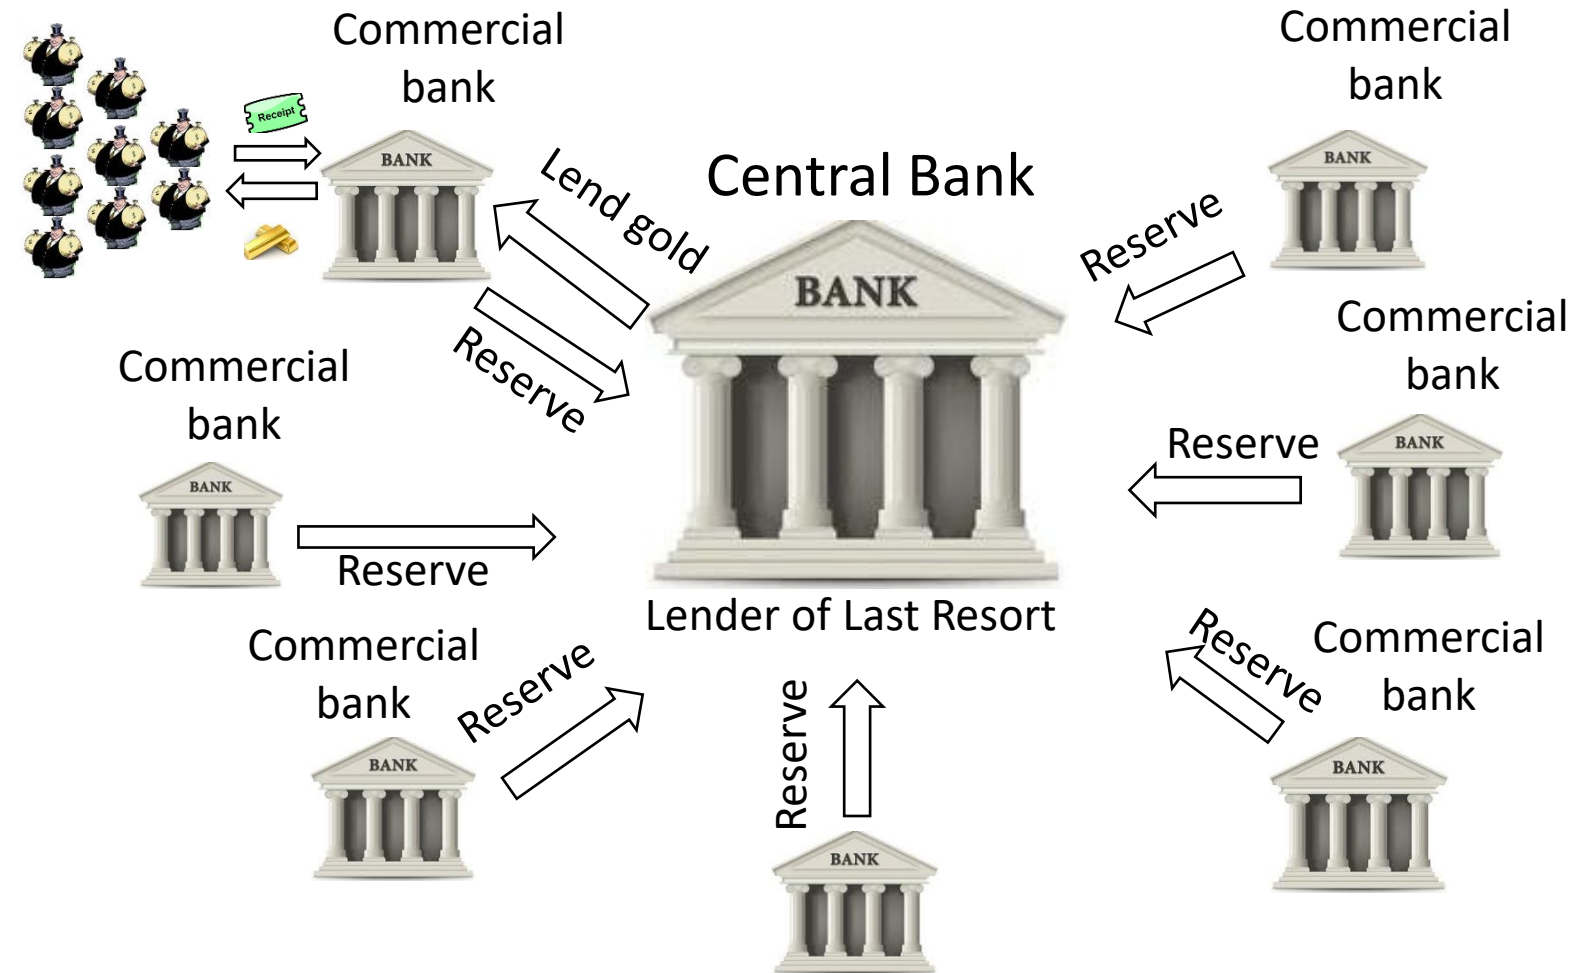 Commercial
bank
Receipt
BANK
Lend gold
Reserve
Central Bank
BANK
Lender of Last Resort
Commercial
bank
BANK
Reserve
Commercial
bank
BANK
Reserve
Commercial
bank
BANK
Reserve
Commercial
bank
BANK
Reserve
Commercial
bank
BANK
Reserve
Reserve
BANK